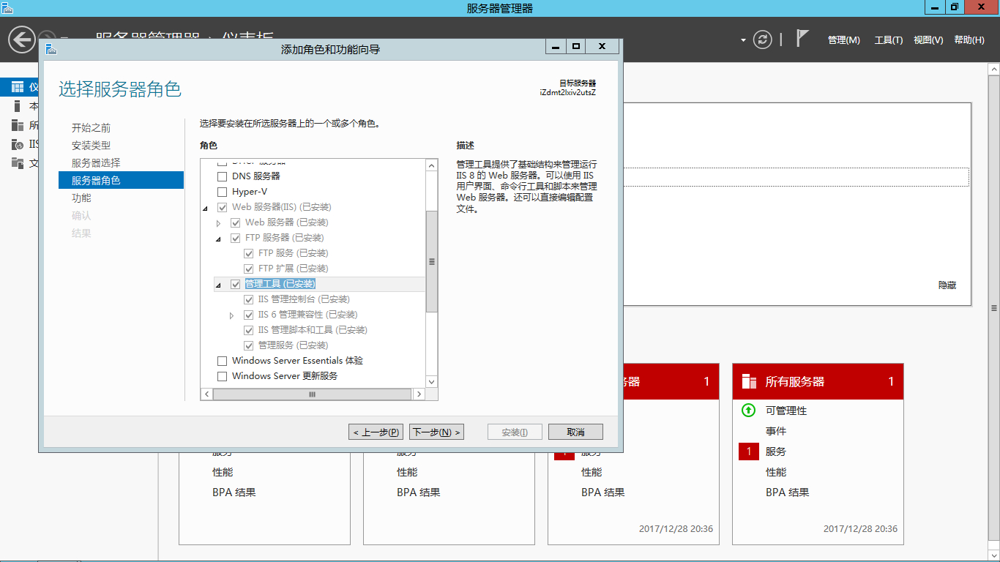 服务器管理器
服务器管理器 · 仪表板
管理(M) 工具(T) 视图(V) 帮助(H)
仪
本
所
IIS
文
添加角色和功能向导
选择服务器角色
目标服务器
iZdmt2lxiv2utsZ
开始之前
安装类型
服务器选择
服务器角色
功能
确认
结果
选择要安装在所选服务器上的一个或多个角色。
角色
DHCP 服务器
DNS 服务器
Hyper-V
Web 服务器(IIS) (已安装)
Web 服务器 (已安装)
FTP 服务器 (已安装)
FTP 服务 (已安装)
FTP 扩展 (已安装)
管理工具 (已安装)
IIS 管理控制台 (已安装)
IIS 6 管理兼容性 (已安装)
IIS 管理脚本和工具 (已安装)
管理服务 (已安装)
Windows Server Essentials 体验
Windows Server 更新服务
描述
管理工具提供了基础结构来管理运行
IIS 8 的 Web 服务器。可以使用 IIS
用户界面、命令行工具和脚本来管理
Web 服务器。还可以直接编辑配置
文件。
< 上一步(P) 下一步(N) > 安装(I) 取消
隐藏
服务
性能
BPA 结果
服务
性能
BPA 结果
务器 1
1 服务
性能
BPA 结果
2017/12/28 20:36
所有服务器 1
可管理性
事件
1 服务
性能
BPA 结果
2017/12/28 20:36